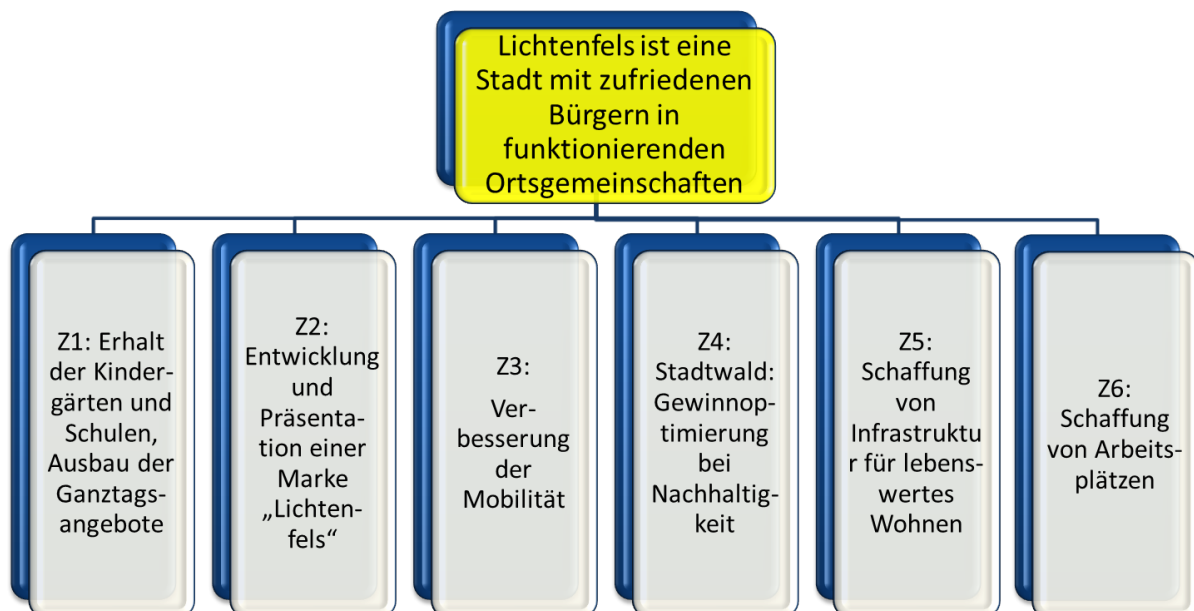 Lichtenfels ist eine
Stadt mit zufriedenen
Bürgern in
funktionierenden
Ortsgemeinschaften
Z1: Erhalt
der Kinder-
gärten und
Schulen,
Ausbau der
Ganztags-
angebote
Z2:
Entwicklung
und
Präsenta-
tion einer
Marke
„Lichten-
fels“
Z3:
Ver-
besserung
der
Mobilität
Z4:
Stadtwald:
Gewinnop-
timierung
bei
Nachhaltig-
keit
Z5:
Schaffung
von
Infrastruktu
r für lebens-
wertes
Wohnen
Z6:
Schaffung
von Arbeits-
plätzen